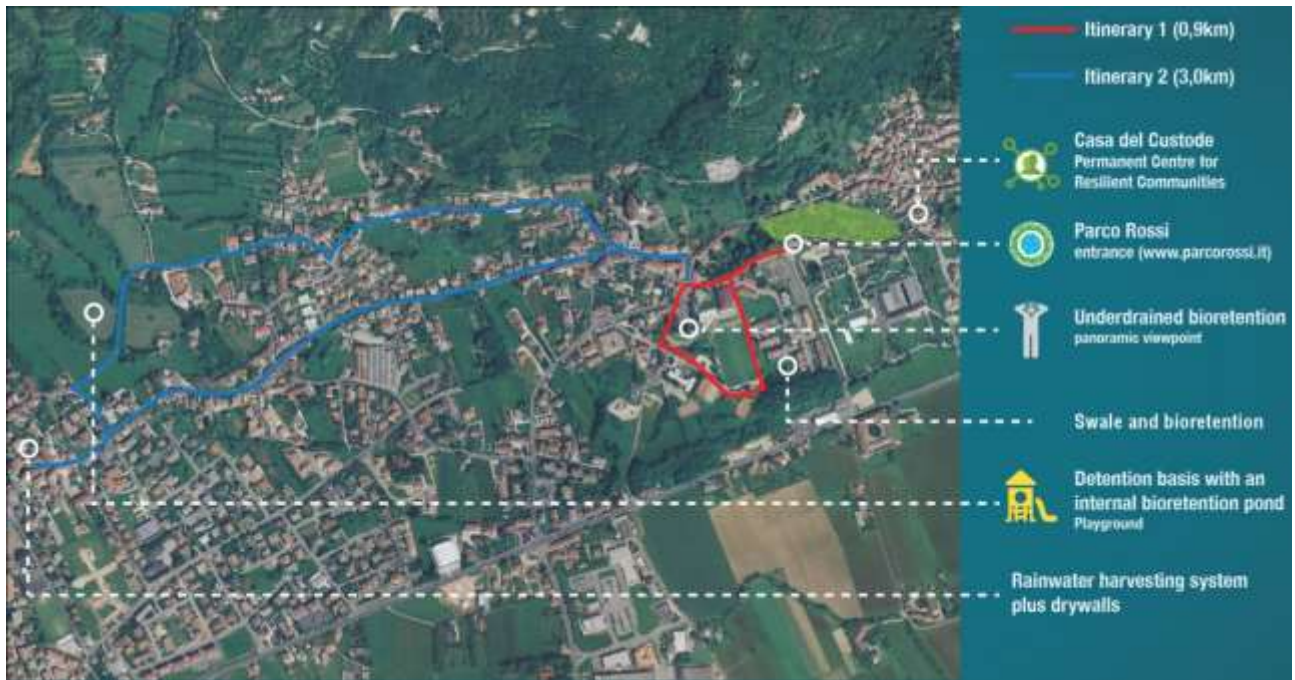 Itinerary 1 (0,9km)
Itinerary 2 (3,0km)
Casa del Custode
Permanent Centre for
Resilient Communities
Parco Rossi
entrance (www.parcorossi.it)
Underdrained bioretention
panoramic viewpoint
Swale and bioretention
Detention basis with an
internal bioretention pond
Playground
Rainwater harvesting system
plus drywalls